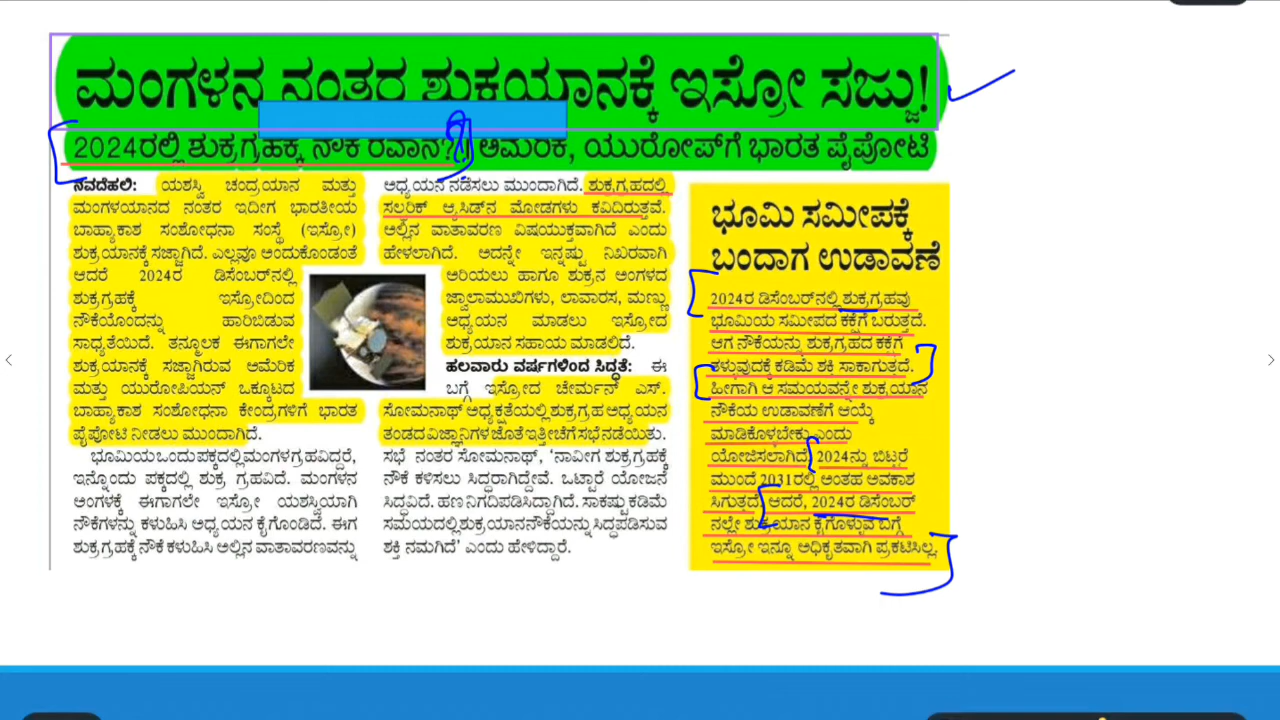 ಮಂಗಳನ ನಂತರ ಶುಕ್ರಯಾನಕ್ಕೆ ಇಸ್ರೋ ಸಜ್ಜು!
2024ರಲ್ಲಿ ಶುಕ್ರಗ್ರಹಕ್ಕೆ ನೌಕೆ ರವಾನೆ? ಅಮೆರಿಕ, ಯುರೋಪ್‌ಗೆ ಭಾರತ ಪೈಪೋಟಿ
ನವದೆಹಲಿ: ಯಶಸ್ವಿ ಚಂದ್ರಯಾನ ಮತ್ತು
ಮಂಗಳಯಾನದ ನಂತರ ಇದೀಗ ಭಾರತೀಯ
ಬಾಹ್ಯಾಕಾಶ ಸಂಶೋಧನಾ ಸಂಸ್ಥೆ (ಇಸ್ರೋ)
ಶುಕ್ರಯಾನಕ್ಕೆ ಸಜ್ಜಾಗಿದೆ. ಎಲ್ಲವೂ ಅಂದುಕೊಂಡಂತೆ
ಆದರೆ 2024ರ ಡಿಸೆಂಬರ್‌ನಲ್ಲಿ
ಶುಕ್ರಗ್ರಹಕ್ಕೆ ಇಸ್ರೋದಿಂದ
ನೌಕೆಯೊಂದನ್ನು ಹಾರಿಬಿಡುವ
ಸಾಧ್ಯತೆಯಿದೆ. ತನ್ಮೂಲಕ ಈಗಾಗಲೇ
ಶುಕ್ರಯಾನಕ್ಕೆ ಸಜ್ಜಾಗಿರುವ ಅಮೆರಿಕ
ಮತ್ತು ಯುರೋಪಿಯನ್ ಒಕ್ಕೂಟದ
ಬಾಹ್ಯಾಕಾಶ ಸಂಶೋಧನಾ ಕೇಂದ್ರಗಳಿಗೆ ಭಾರತ
ಪೈಪೋಟಿ ನೀಡಲು ಮುಂದಾಗಿದೆ.
ಭೂಮಿಯ ಒಂದು ಪಕ್ಕದಲ್ಲಿ ಮಂಗಳ ಗ್ರಹವಿದ್ದರೆ,
ಇನ್ನೊಂದು ಪಕ್ಕದಲ್ಲಿ ಶುಕ್ರ ಗ್ರಹವಿದೆ. ಮಂಗಳನ
ಅಂಗಳಕ್ಕೆ ಈಗಾಗಲೇ ಇಸ್ರೋ ಯಶಸ್ವಿಯಾಗಿ
ನೌಕೆಗಳನ್ನು ಕಳುಹಿಸಿ ಅಧ್ಯಯನ ಕೈಗೊಂಡಿದೆ. ಈಗ
ಶುಕ್ರಗ್ರಹಕ್ಕೆ ನೌಕೆ ಕಳುಹಿಸಿ ಅಲ್ಲಿನ ವಾತಾವರಣವನ್ನು
ಅಧ್ಯಯನ ನಡೆಸಲು ಮುಂದಾಗಿದೆ. ಶುಕ್ರಗ್ರಹದಲ್ಲಿ
ಸಲ್ಫರಿಕ್ ಆ್ಯಸಿಡ್‌ನ ಮೋಡಗಳು ಕವಿದಿರುತ್ತವೆ.
ಅಲ್ಲಿನ ವಾತಾವರಣ ವಿಷಯುಕ್ತವಾಗಿದೆ ಎಂದು
ಹೇಳಲಾಗಿದೆ. ಅದನ್ನೇ ಇನ್ನಷ್ಟು ನಿಖರವಾಗಿ
ಅರಿಯಲು ಹಾಗೂ ಶುಕ್ರನ ಅಂಗಳದ
ಜ್ವಾಲಾಮುಖಿಗಳು, ಲಾವಾರಸ, ಮಣ್ಣು
ಅಧ್ಯಯನ ಮಾಡಲು ಇಸ್ರೋದ
ಶುಕ್ರಯಾನ ಸಹಾಯ ಮಾಡಲಿದೆ.
ಹಲವಾರು ವರ್ಷಗಳಿಂದ ಸಿದ್ಧತೆ: ಈ
ಬಗ್ಗೆ ಇಸ್ರೋದ ಚೇರ್ಮನ್ ಎಸ್.
ಸೋಮನಾಥ್ ಅಧ್ಯಕ್ಷತೆಯಲ್ಲಿ ಶುಕ್ರಗ್ರಹ ಅಧ್ಯಯನ
ತಂಡದ ವಿಜ್ಞಾನಿಗಳ ಜೊತೆ ಇತ್ತೀಚೆಗೆ ಸಭೆ ನಡೆಯಿತು.
ಸಭೆ ನಂತರ ಸೋಮನಾಥ್, ‘ನಾವೀಗ ಶುಕ್ರಗ್ರಹಕ್ಕೆ
ನೌಕೆ ಕಳಿಸಲು ಸಿದ್ಧರಾಗಿದ್ದೇವೆ. ಒಟ್ಟಾರೆ ಯೋಜನೆ
ಸಿದ್ಧವಿದೆ. ಹಣ ನಿಗದಿಪಡಿಸಿದ್ದಾಗಿದೆ. ಸಾಕಷ್ಟು ಕಡಿಮೆ
ಸಮಯದಲ್ಲಿ ಶುಕ್ರಯಾನ ನೌಕೆಯನ್ನು ಸಿದ್ಧಪಡಿಸುವ
ಶಕ್ತಿ ನಮಗಿದೆ’ ಎಂದು ಹೇಳಿದ್ದಾರೆ.
ಭೂಮಿ ಸಮೀಪಕ್ಕೆ
ಬಂದಾಗ ಉಡಾವಣೆ
2024ರ ಡಿಸೆಂಬರ್‌ನಲ್ಲಿ ಶುಕ್ರಗ್ರಹವು
ಭೂಮಿಯ ಸಮೀಪದ ಕಕ್ಷೆಗೆ ಬರುತ್ತದೆ.
ಆಗ ನೌಕೆಯನ್ನು ಶುಕ್ರಗ್ರಹದ ಕಕ್ಷೆಗೆ
ತಳ್ಳುವುದಕ್ಕೆ ಕಡಿಮೆ ಶಕ್ತಿ ಸಾಕಾಗುತ್ತದೆ.
ಹೀಗಾಗಿ ಆ ಸಮಯವನ್ನೇ ಶುಕ್ರಯಾನ
ನೌಕೆಯ ಉಡಾವಣೆಗೆ ಆಯ್ಕೆ
ಮಾಡಿಕೊಳ್ಳಬೇಕು ಎಂದು
ಯೋಜಿಸಲಾಗಿದೆ. 2024ನ್ನು ಬಿಟ್ಟರೆ
ಮುಂದೆ 2031ರಲ್ಲಿ ಅಂತಹ ಅವಕಾಶ
ಸಿಗುತ್ತದೆ. ಆದರೆ, 2024ರ ಡಿಸೆಂಬರ್
ನಲ್ಲೇ ಶುಕ್ರಯಾನ ಕೈಗೊಳ್ಳುವ ಬಗ್ಗೆ
ಇಸ್ರೋ ಇನ್ನೂ ಅಧಿಕೃತವಾಗಿ ಪ್ರಕಟಿಸಿಲ್ಲ.